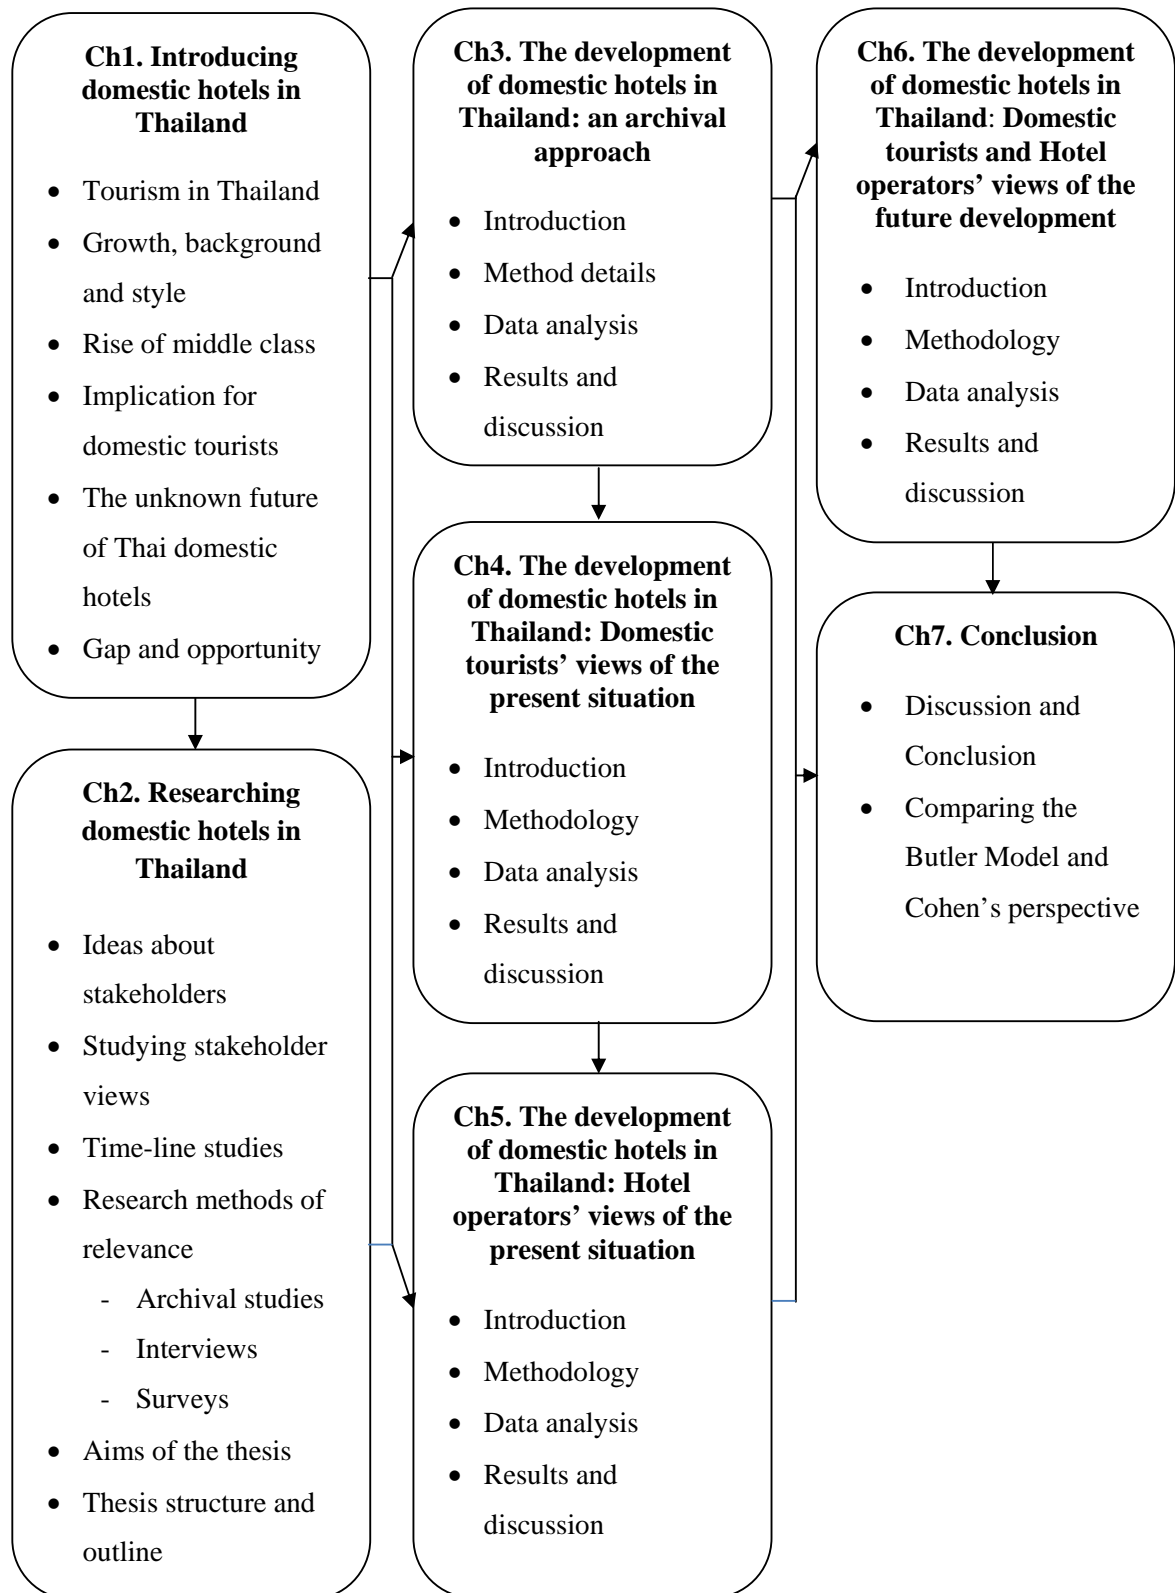 Ch1. Introducing
domestic hotels in
Thailand
• Tourism in Thailand
• Growth, background
and style
• Rise of middle class
• Implication for
domestic tourists
• The unknown future
of Thai domestic
hotels
• Gap and opportunity
Ch2. Researching
domestic hotels in
Thailand
• Ideas about
stakeholders
• Studying stakeholder
views
• Time-line studies
• Research methods of
relevance
- Archival studies
- Interviews
- Surveys
• Aims of the thesis
• Thesis structure and
outline
Ch3. The development
of domestic hotels in
Thailand: an archival
approach
• Introduction
• Method details
• Data analysis
• Results and
discussion
Ch4. The development
of domestic hotels in
Thailand: Domestic
tourists’ views of the
present situation
• Introduction
• Methodology
• Data analysis
• Results and
discussion
Ch5. The development
of domestic hotels in
Thailand: Hotel
operators’ views of the
present situation
• Introduction
• Methodology
• Data analysis
• Results and
discussion
Ch6. The development
of domestic hotels in
Thailand: Domestic
tourists and Hotel
operators’ views of the
future development
• Introduction
• Methodology
• Data analysis
• Results and
discussion
Ch7. Conclusion
• Discussion and
Conclusion
• Comparing the
Butler Model and
Cohen’s perspective